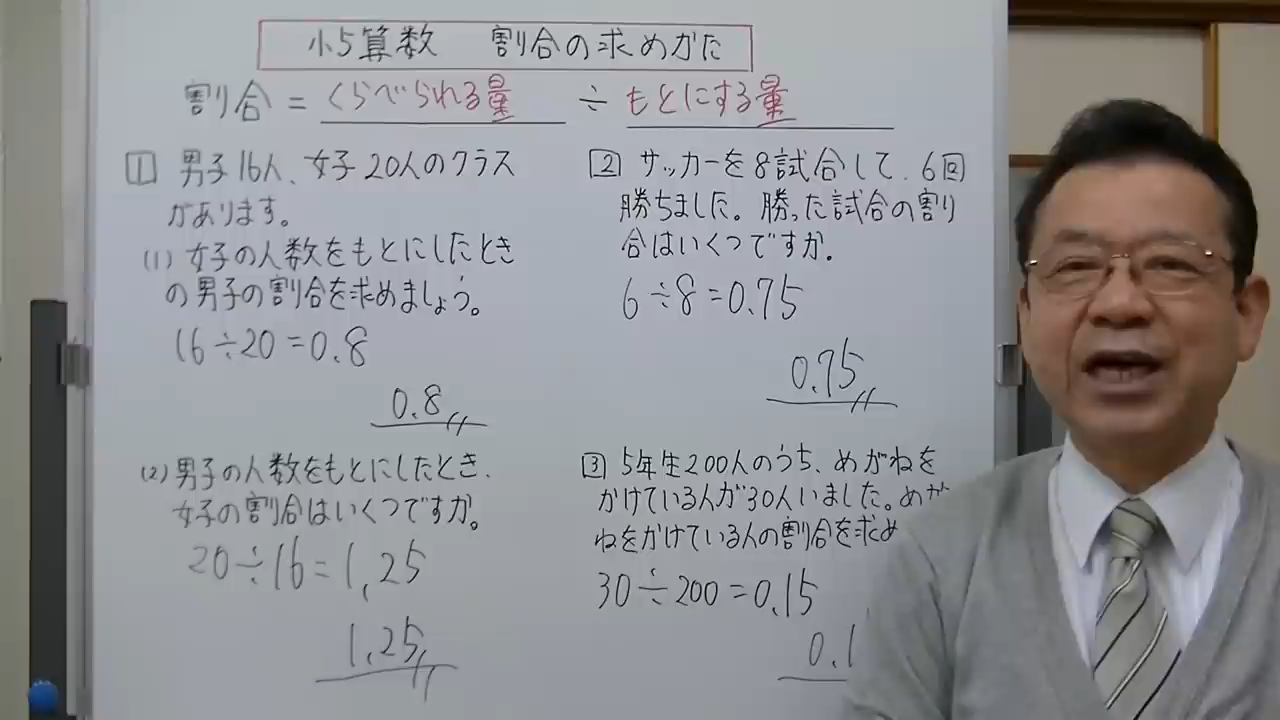 小5算数 割合の求めかた
割合 = くらべられる量 ÷ もとにする量
1 男子16人、女子20人のクラス
があります。
(1) 女子の人数をもとにしたとき
の男子の割合を求めましょう。
16÷20=0.8
0.8
(2) 男子の人数をもとにしたとき、
女子の割合はいくつですか。
20÷16=1.25
1.25
2 サッカーを8試合して、6回
勝ちました。勝った試合の割り
合はいくつですか。
6÷8=0.75
0.75
3 5年生200人のうち、めがねを
かけている人が30人いました。めが
ねをかけている人の割合を求め
30÷200=0.15
0.1